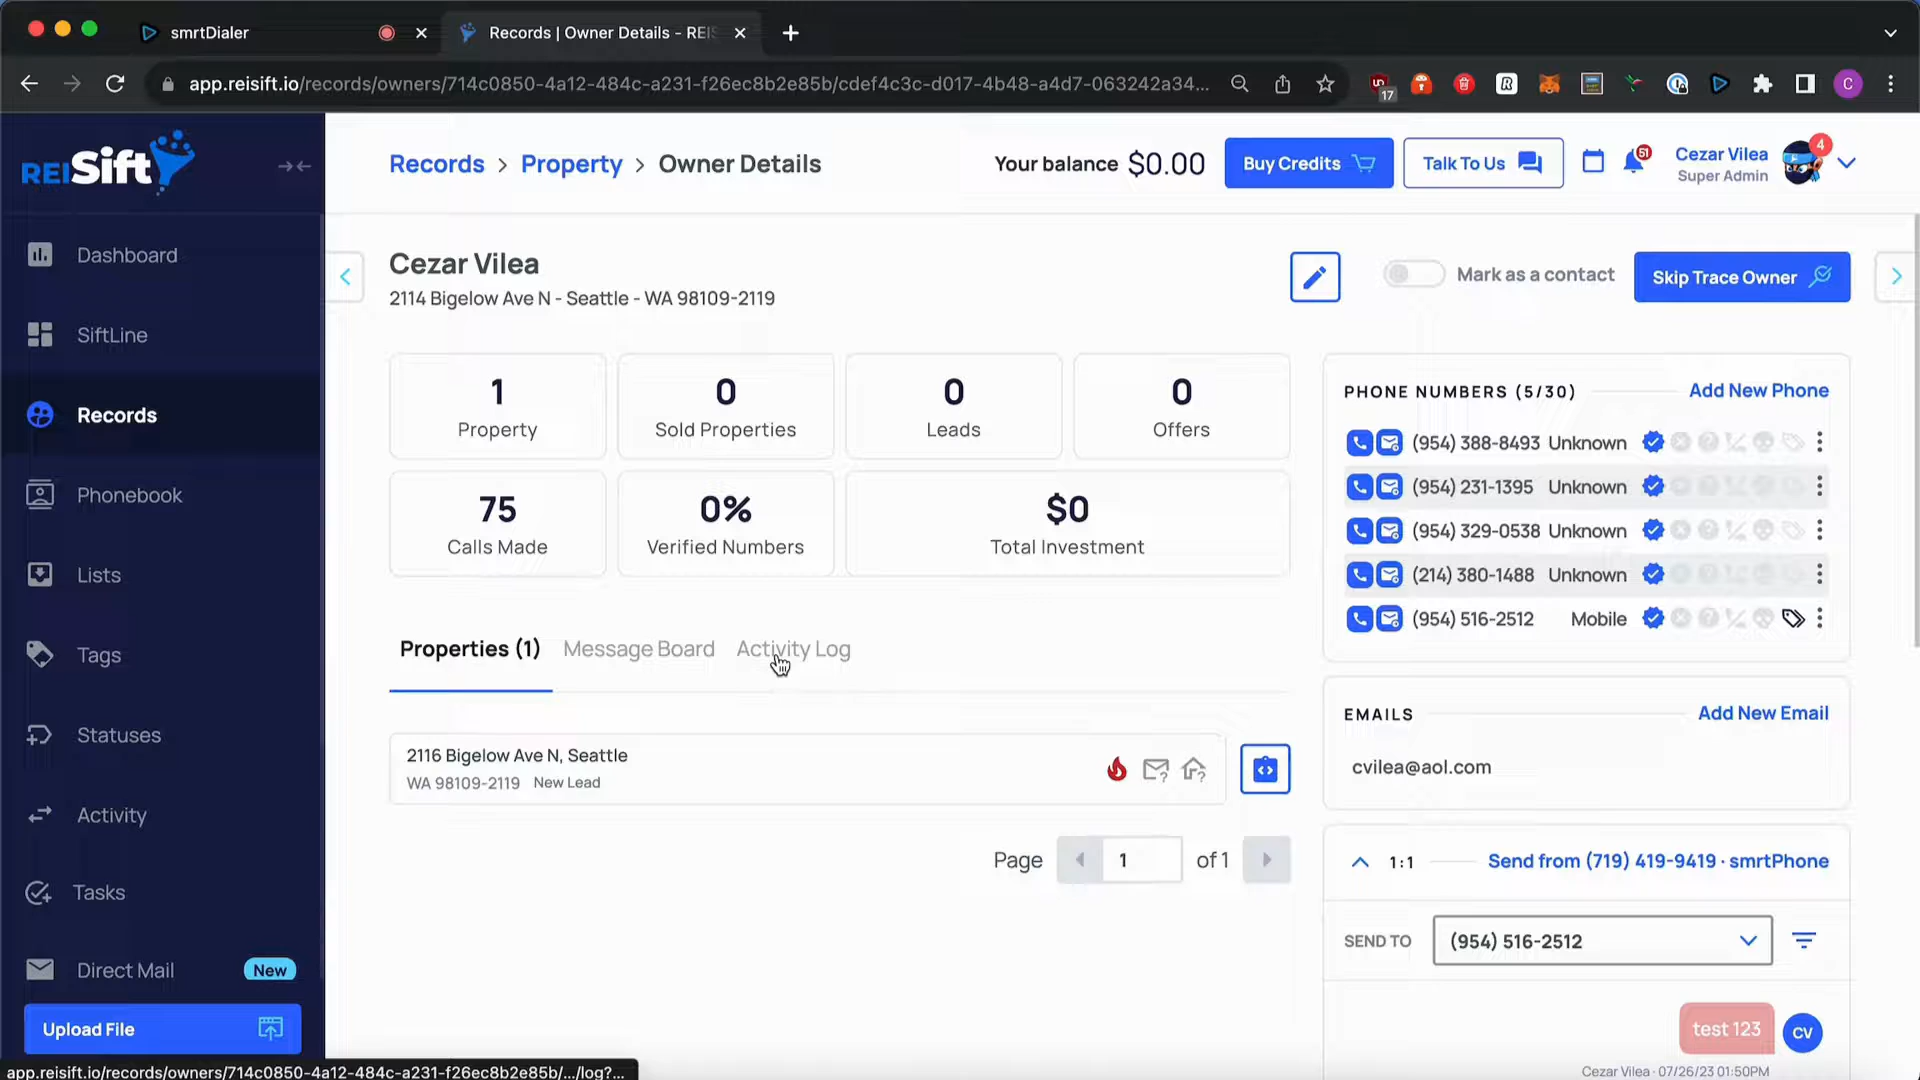 smrtDialer
Records | Owner Details - REIS
app.reisift.io/records/owners/714c0850-4a12-484c-a231-f26ec8b2e85b/cdef4c3c-d017-4b48-a4d7-063242a34...
17
C
REISift
Records > Property > Owner Details
Your balance $0.00
Buy Credits
Talk To Us
51
Cezar Vilea
Super Admin
4
Dashboard
SiftLine
Records
Phonebook
Lists
Tags
Statuses
Activity
Tasks
Direct Mail New
Upload File
Cezar Vilea
2114 Bigelow Ave N - Seattle - WA 98109-2119
Mark as a contact
Skip Trace Owner
1
Property
0
Sold Properties
0
Leads
0
Offers
75
Calls Made
0%
Verified Numbers
$0
Total Investment
Properties (1) Message Board Activity Log
2116 Bigelow Ave N, Seattle
WA 98109-2119 New Lead
Page 1 of 1
PHONE NUMBERS (5/30) Add New Phone
(954) 388-8493 Unknown
(954) 231-1395 Unknown
(954) 329-0538 Unknown
(214) 380-1488 Unknown
(954) 516-2512 Mobile
EMAILS Add New Email
cvilea@aol.com
1:1 Send from (719) 419-9419 · smrtPhone
SEND TO (954) 516-2512
test 123 CV
Cezar Vilea · 07/26/23 01:50PM
app.reisift.io/records/owners/714c0850-4a12-484c-a231-f26ec8b2e85b/.../log?...